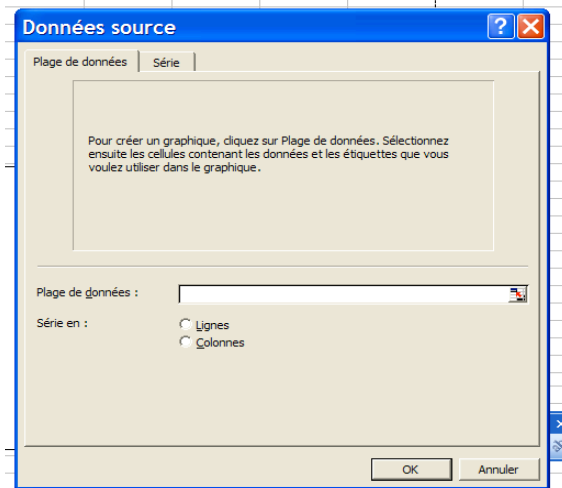 Données source
Plage de données
Série
Pour créer un graphique, cliquez sur Plage de données. Sélectionnez
ensuite les cellules contenant les données et les étiquettes que vous
voulez utiliser dans le graphique.
Plage de données :
Série en :
Lignes
Colonnes
OK
Annuler